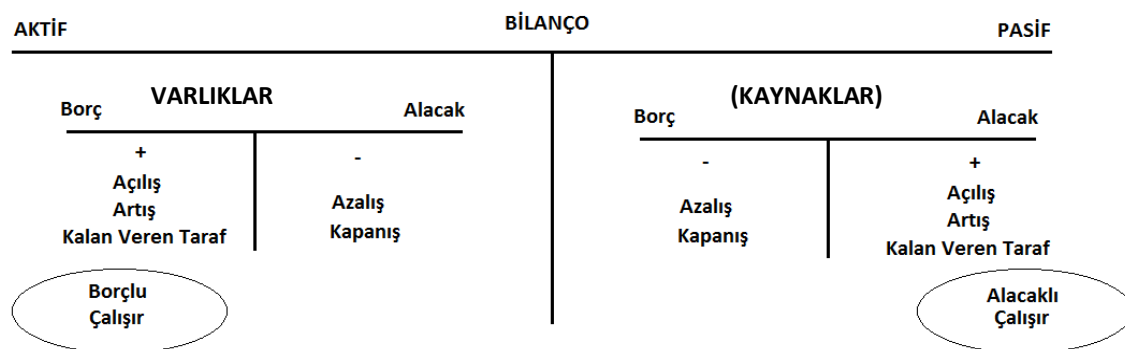 AKTİF BİLANÇO PASİF
VARLIKLAR
Borç Alacak
+ -
Açılış
Artış
Kalan Veren Taraf
Azalış
Kapanış
Borçlu
Çalışır
(KAYNAKLAR)
Borç Alacak
- +
Azalış
Kapanış
Açılış
Artış
Kalan Veren Taraf
Alacaklı
Çalışır